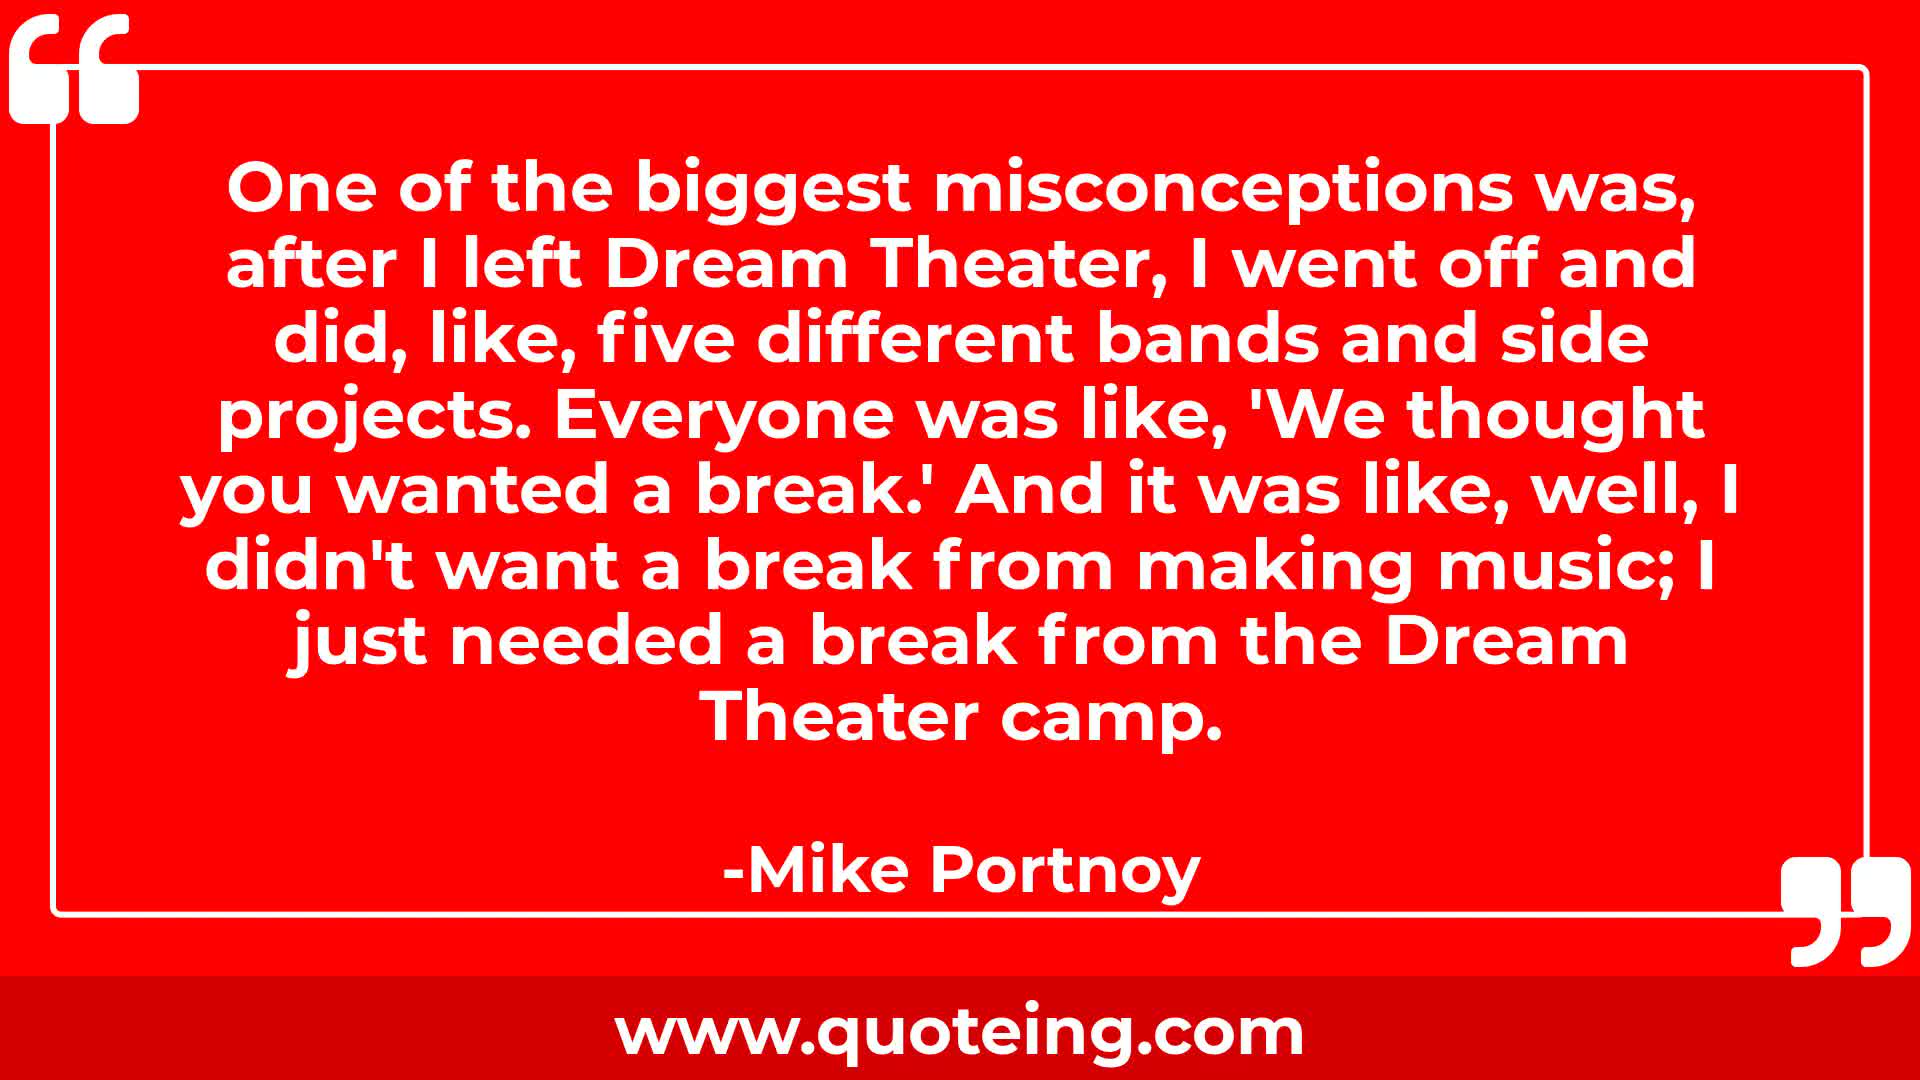 One of the biggest misconceptions was,
after I left Dream Theater, I went off and
did, like, five different bands and side
projects. Everyone was like, 'We thought
you wanted a break.' And it was like, well, I
didn't want a break from making music; I
just needed a break from the Dream
Theater camp.
-Mike Portnoy
www.quoteing.com